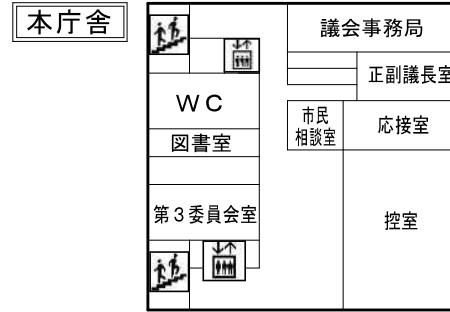 本庁舎
議会事務局
正副議長室
ＷＣ
市民
相談室
応接室
図書室
第３委員会室
控室